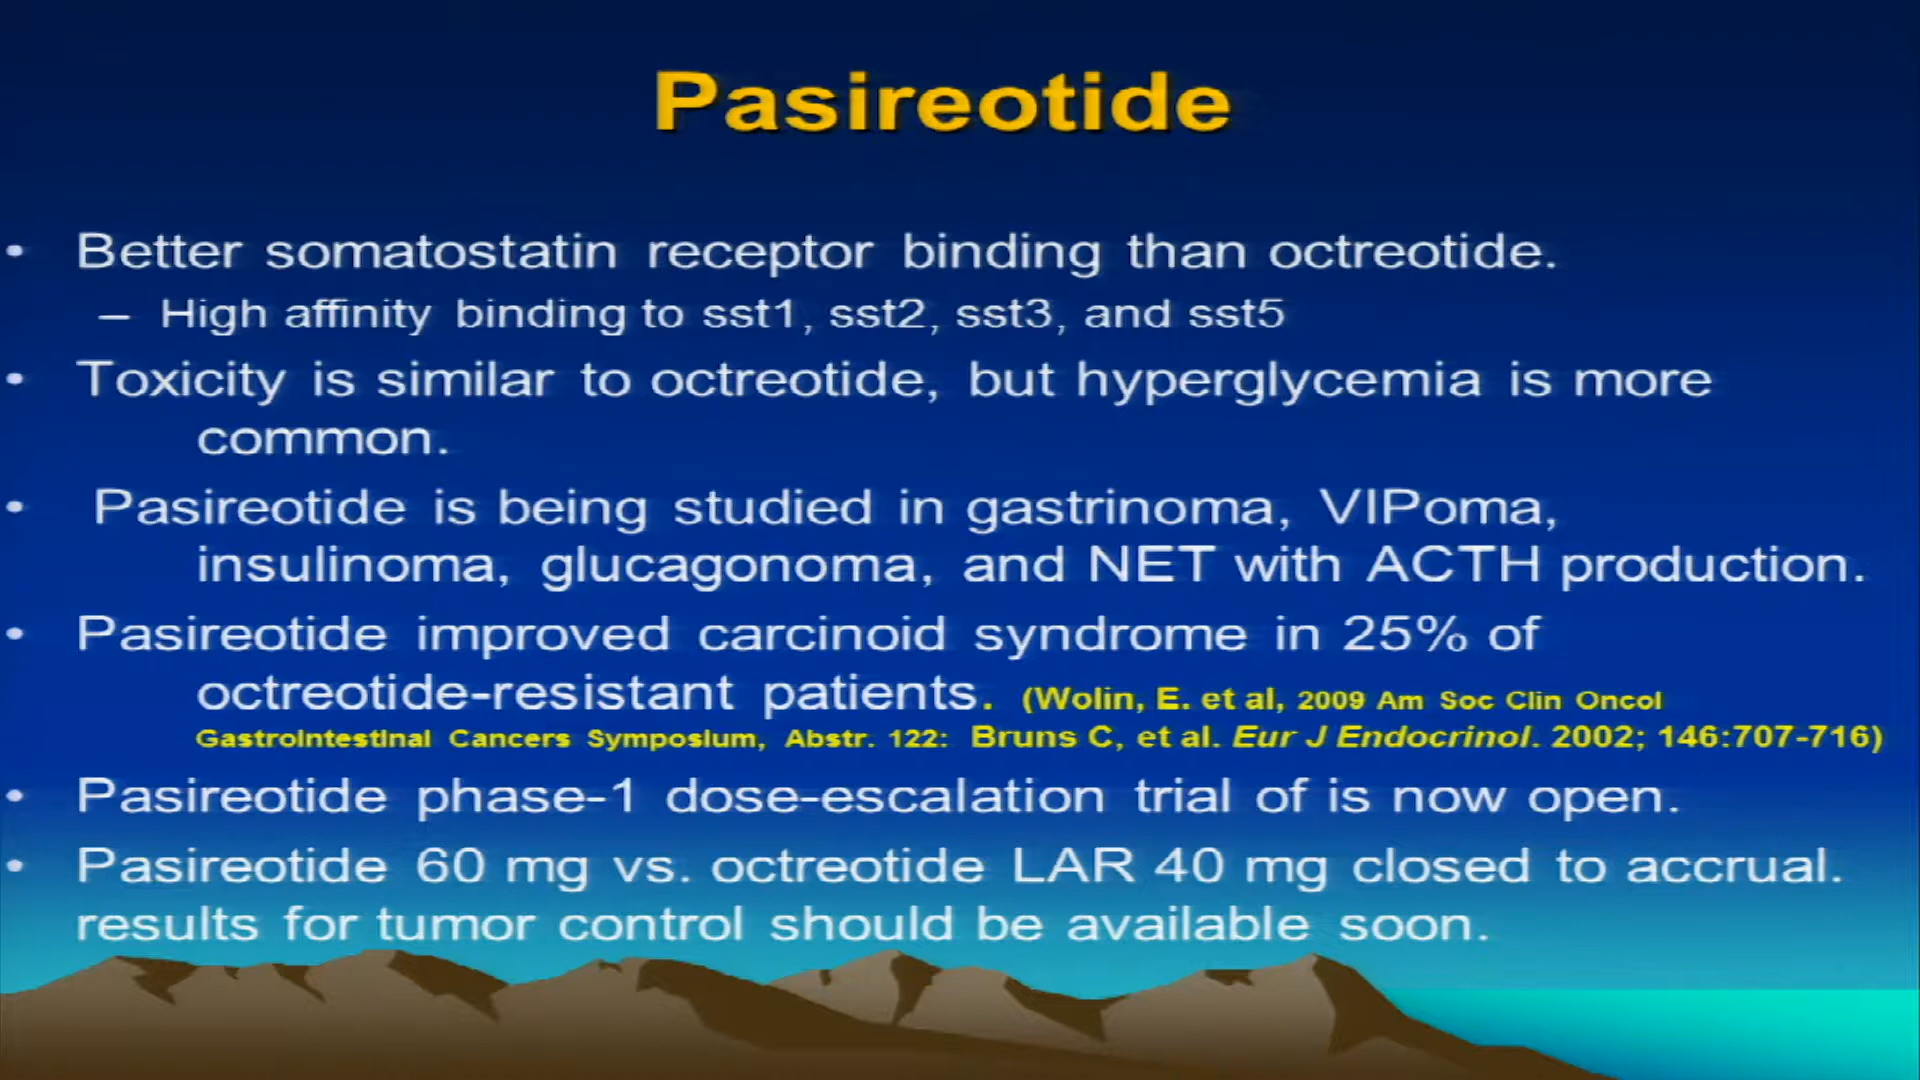 Pasireotide
• Better somatostatin receptor binding than octreotide.
– High affinity binding to sst1, sst2, sst3, and sst5
• Toxicity is similar to octreotide, but hyperglycemia is more
common.
• Pasireotide is being studied in gastrinoma, VIPoma,
insulinoma, glucagonoma, and NET with ACTH production.
• Pasireotide improved carcinoid syndrome in 25% of
octreotide-resistant patients. (Wolin, E. et al, 2009 Am Soc Clin Oncol
Gastrointestinal Cancers Symposium, Abstr. 122: Bruns C, et al. Eur J Endocrinol. 2002; 146:707-716)
• Pasireotide phase-1 dose-escalation trial of is now open.
• Pasireotide 60 mg vs. octreotide LAR 40 mg closed to accrual.
results for tumor control should be available soon.